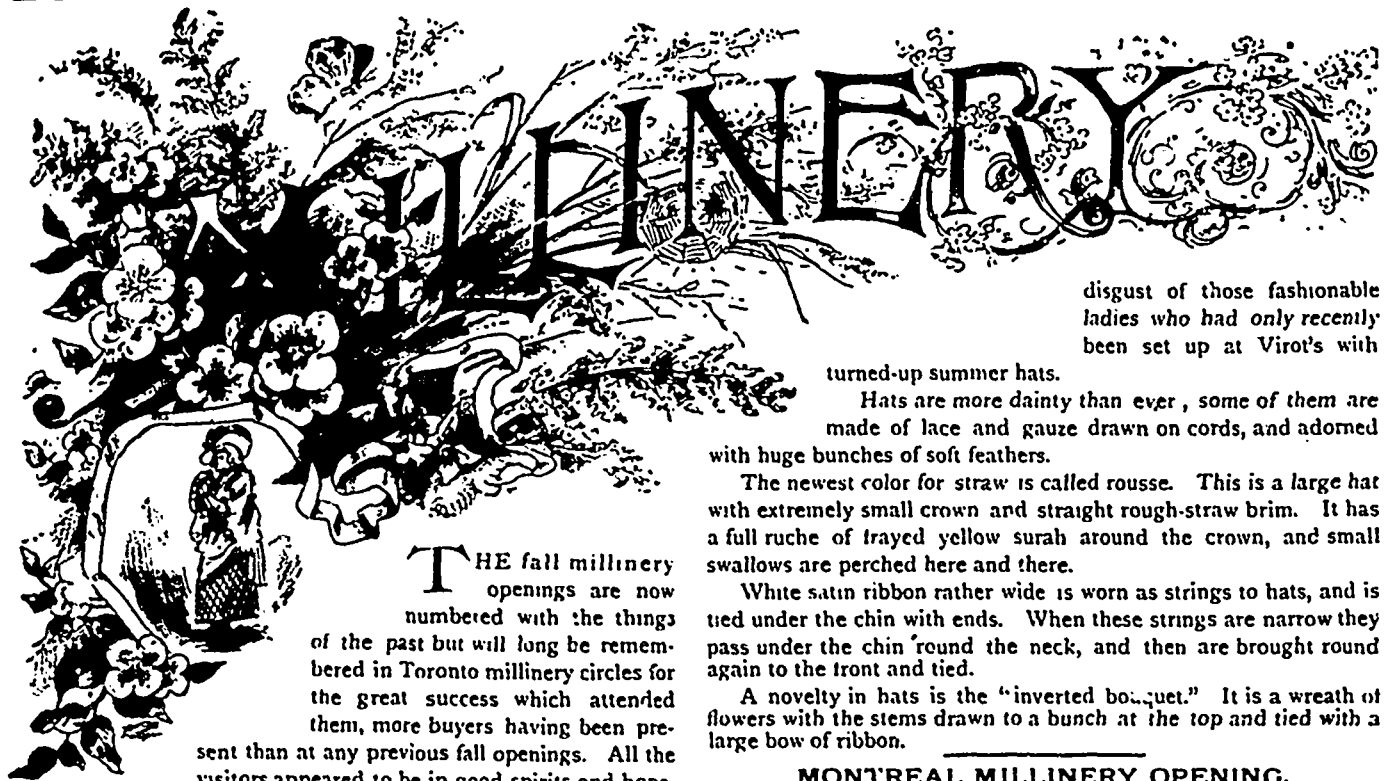 MILLINERY
THE fall millinery
openings are now
numbered with the things
of the past but will long be remem-
bered in Toronto millinery circles for
the great success which attended
them, more buyers having been pre-
sent than at any previous fall openings. All the
visitors appeared to be in good spirits and hope-
disgust of those fashionable
ladies who had only recently
been set up at Virot's with
turned-up summer hats.
Hats are more dainty than ever, some of them are
made of lace and gauze drawn on cords, and adorned
with huge bunches of soft feathers.
The newest color for straw is called rousse. This is a large hat
with extremely small crown and straight rough-straw brim. It has
a full ruche of frayed yellow surah around the crown, and small
swallows are perched here and there.
White satin ribbon rather wide is worn as strings to hats, and is
tied under the chin with ends. When these strings are narrow they
pass under the chin 'round the neck, and then are brought round
again to the front and tied.
A novelty in hats is the "inverted bouquet." It is a wreath of
flowers with the stems drawn to a bunch at the top and tied with a
large bow of ribbon.
MONTREAL MILLINERY OPENING.